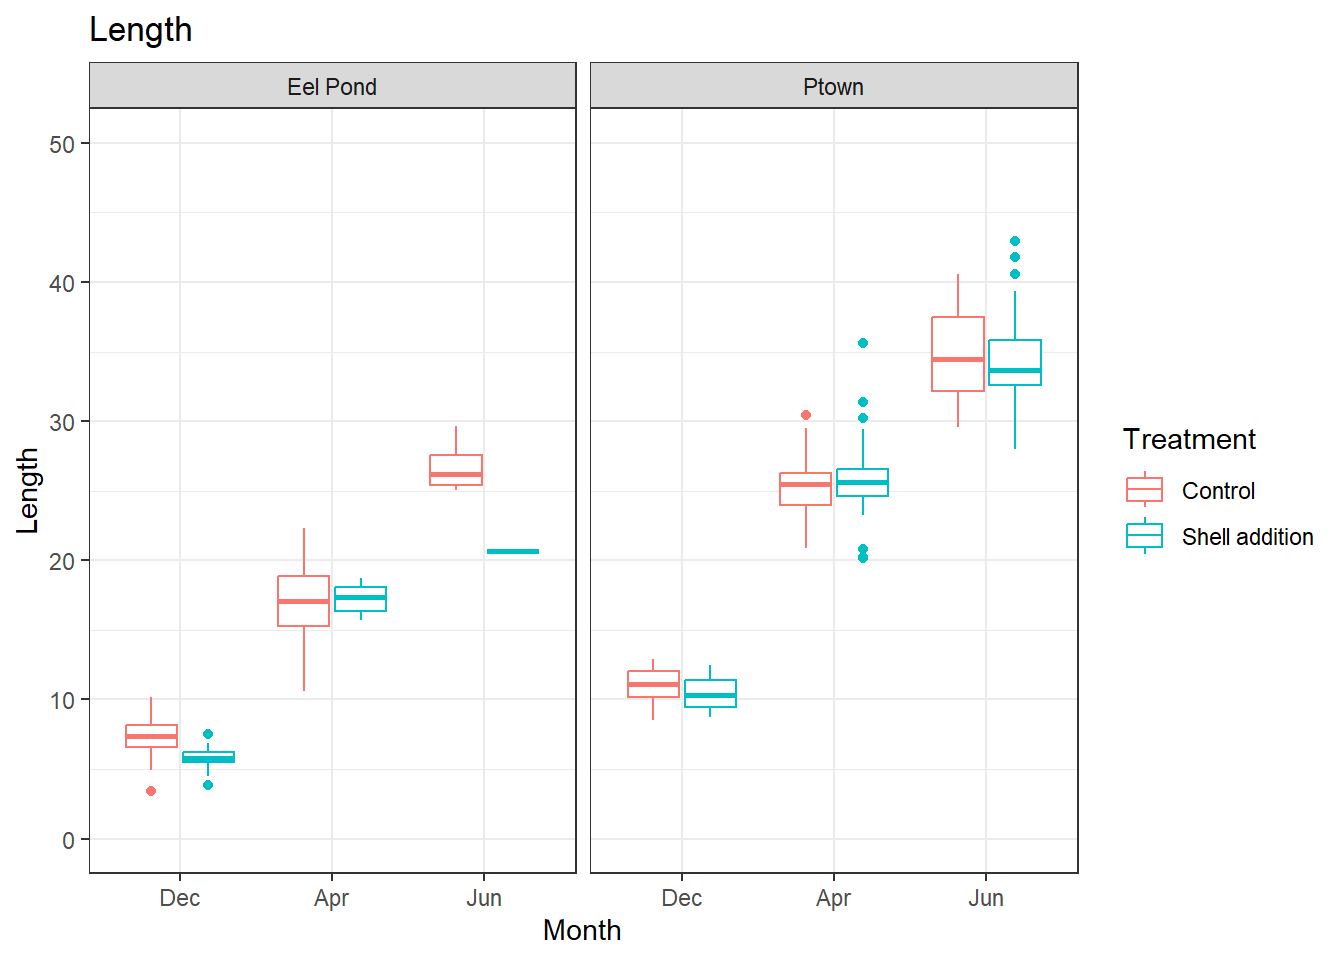 Length
Eel Pond
Ptown
50
40
30
20
10
0
Length
Dec
Apr
Jun
Dec
Apr
Jun
Month
Treatment
Control
Shell addition